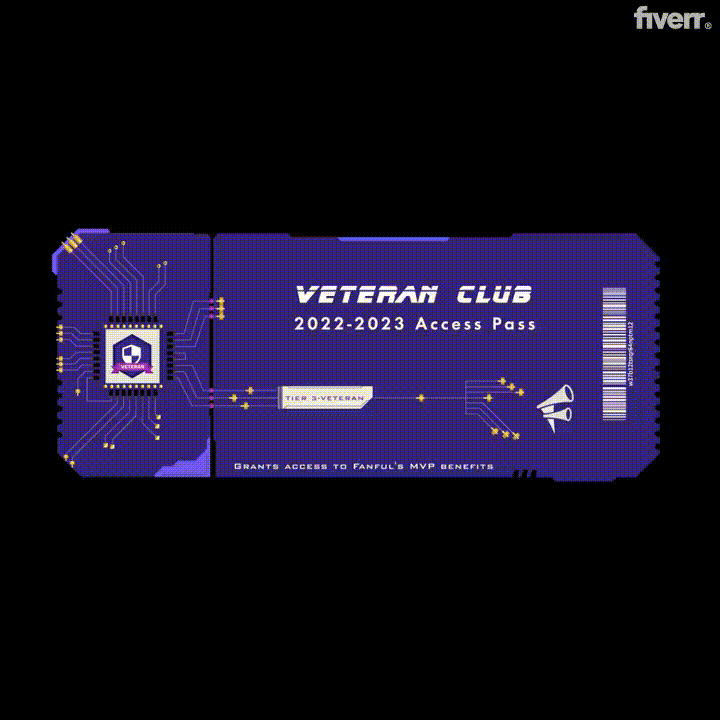 fiverr®
VETERAN CLUB
2022-2023 Access Pass
VETERAN
TIER 3-VETERAN
GRANTS ACCESS TO FANFUL'S MVP BENEFITS